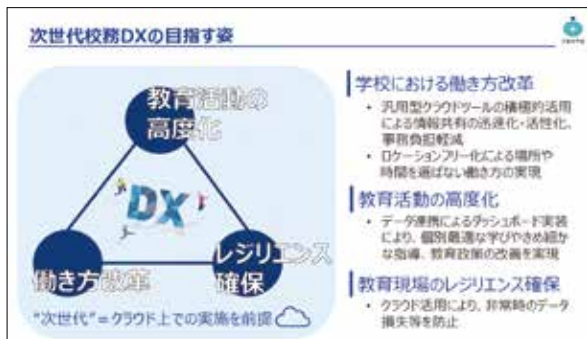 次世代校務DXの目指す姿
教育活動の
高度化
DX
働き方改革
レジリエンス
確保
“次世代”=クラウド上での実施を前提
学校における働き方改革
• 汎用型クラウドツールの積極的活用
による情報共有の迅速化・活性化、
事務負担軽減
• ロケーションフリー化による場所や
時間を選ばない働き方の実現
教育活動の高度化
• データ連携によるダッシュボード実装
により、個別最適な学びやきめ細か
な指導、教育政策の改善を実現
教育現場のレジリエンス確保
• クラウド活用により、非常時のデータ
損失等を防止